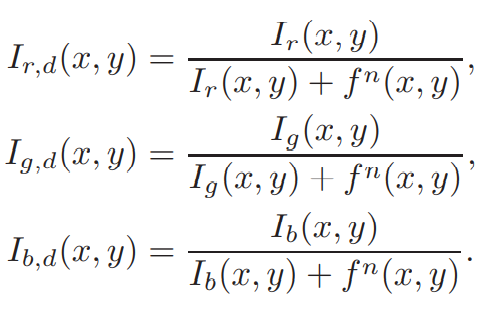 I_{r,d}(x, y) = \frac{I_r(x, y)}{I_r(x, y) + f^n(x, y)},
I_{g,d}(x, y) = \frac{I_g(x, y)}{I_g(x, y) + f^n(x, y)},
I_{b,d}(x, y) = \frac{I_b(x, y)}{I_b(x, y) + f^n(x, y)}.